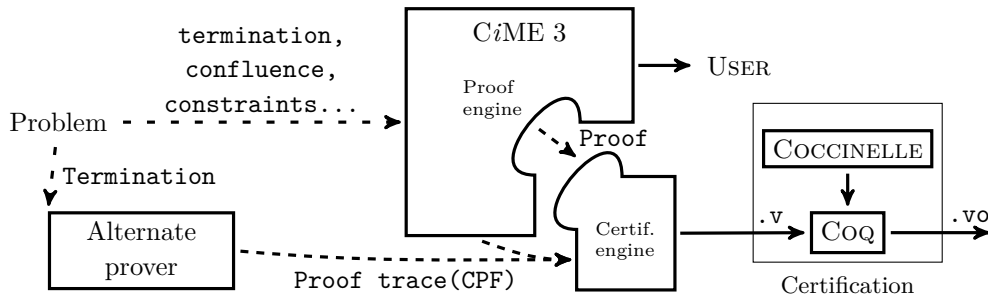 termination,
confluence,
constraints...
CiME 3
Proof
engine
USER
Problem
Proof
COCCINELLE
Termination
Alternate
prover
Certif.
engine
.v
COQ
.vo
Proof trace(CPF)
Certification